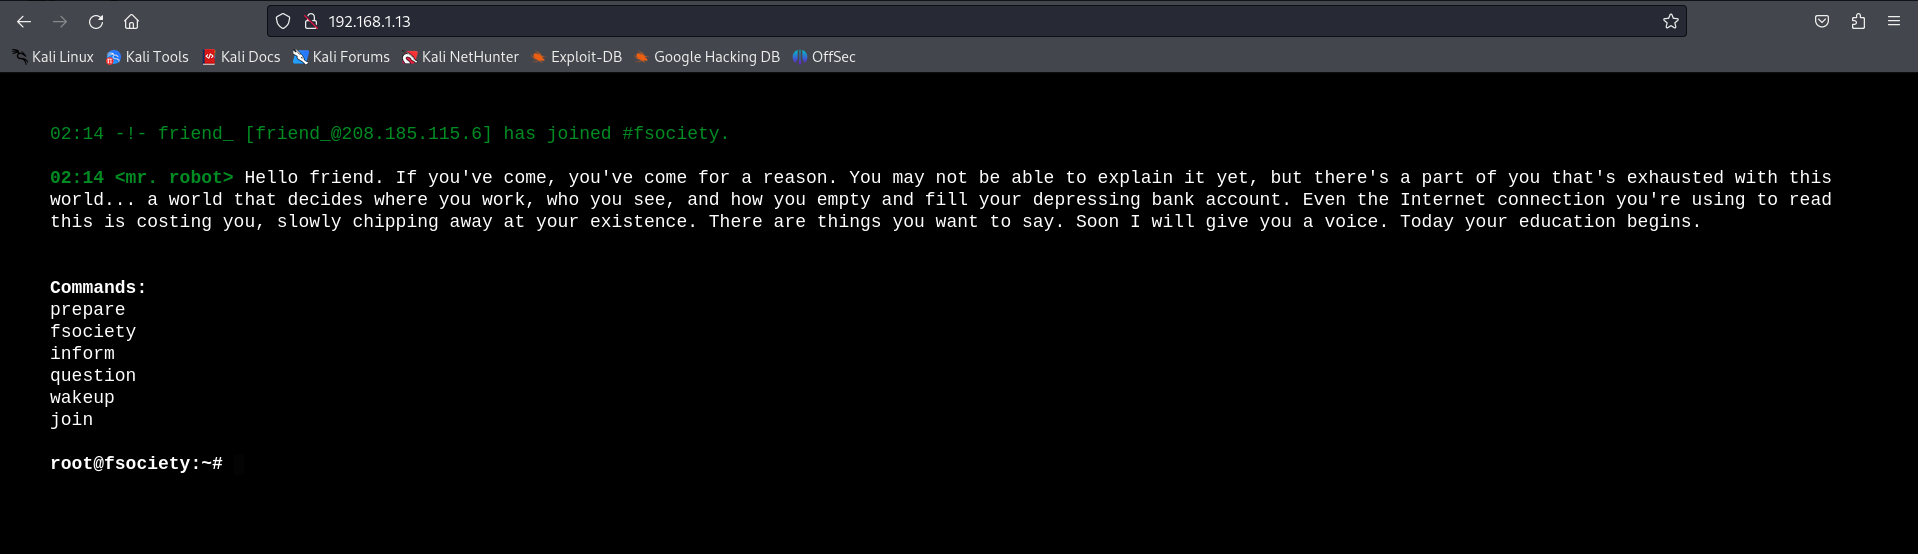 192.168.1.13
Kali Linux Kali Tools Kali Docs Kali Forums Kali NetHunter Exploit-DB Google Hacking DB OffSec
02:14 -!- friend_ [friend_@208.185.115.6] has joined #fsociety.
02:14 <mr. robot> Hello friend. If you've come, you've come for a reason. You may not be able to explain it yet, but there's a part of you that's exhausted with this
world... a world that decides where you work, who you see, and how you empty and fill your depressing bank account. Even the Internet connection you're using to read
this is costing you, slowly chipping away at your existence. There are things you want to say. Soon I will give you a voice. Today your education begins.
Commands:
prepare
fsociety
inform
question
wakeup
join
root@fsociety:~#